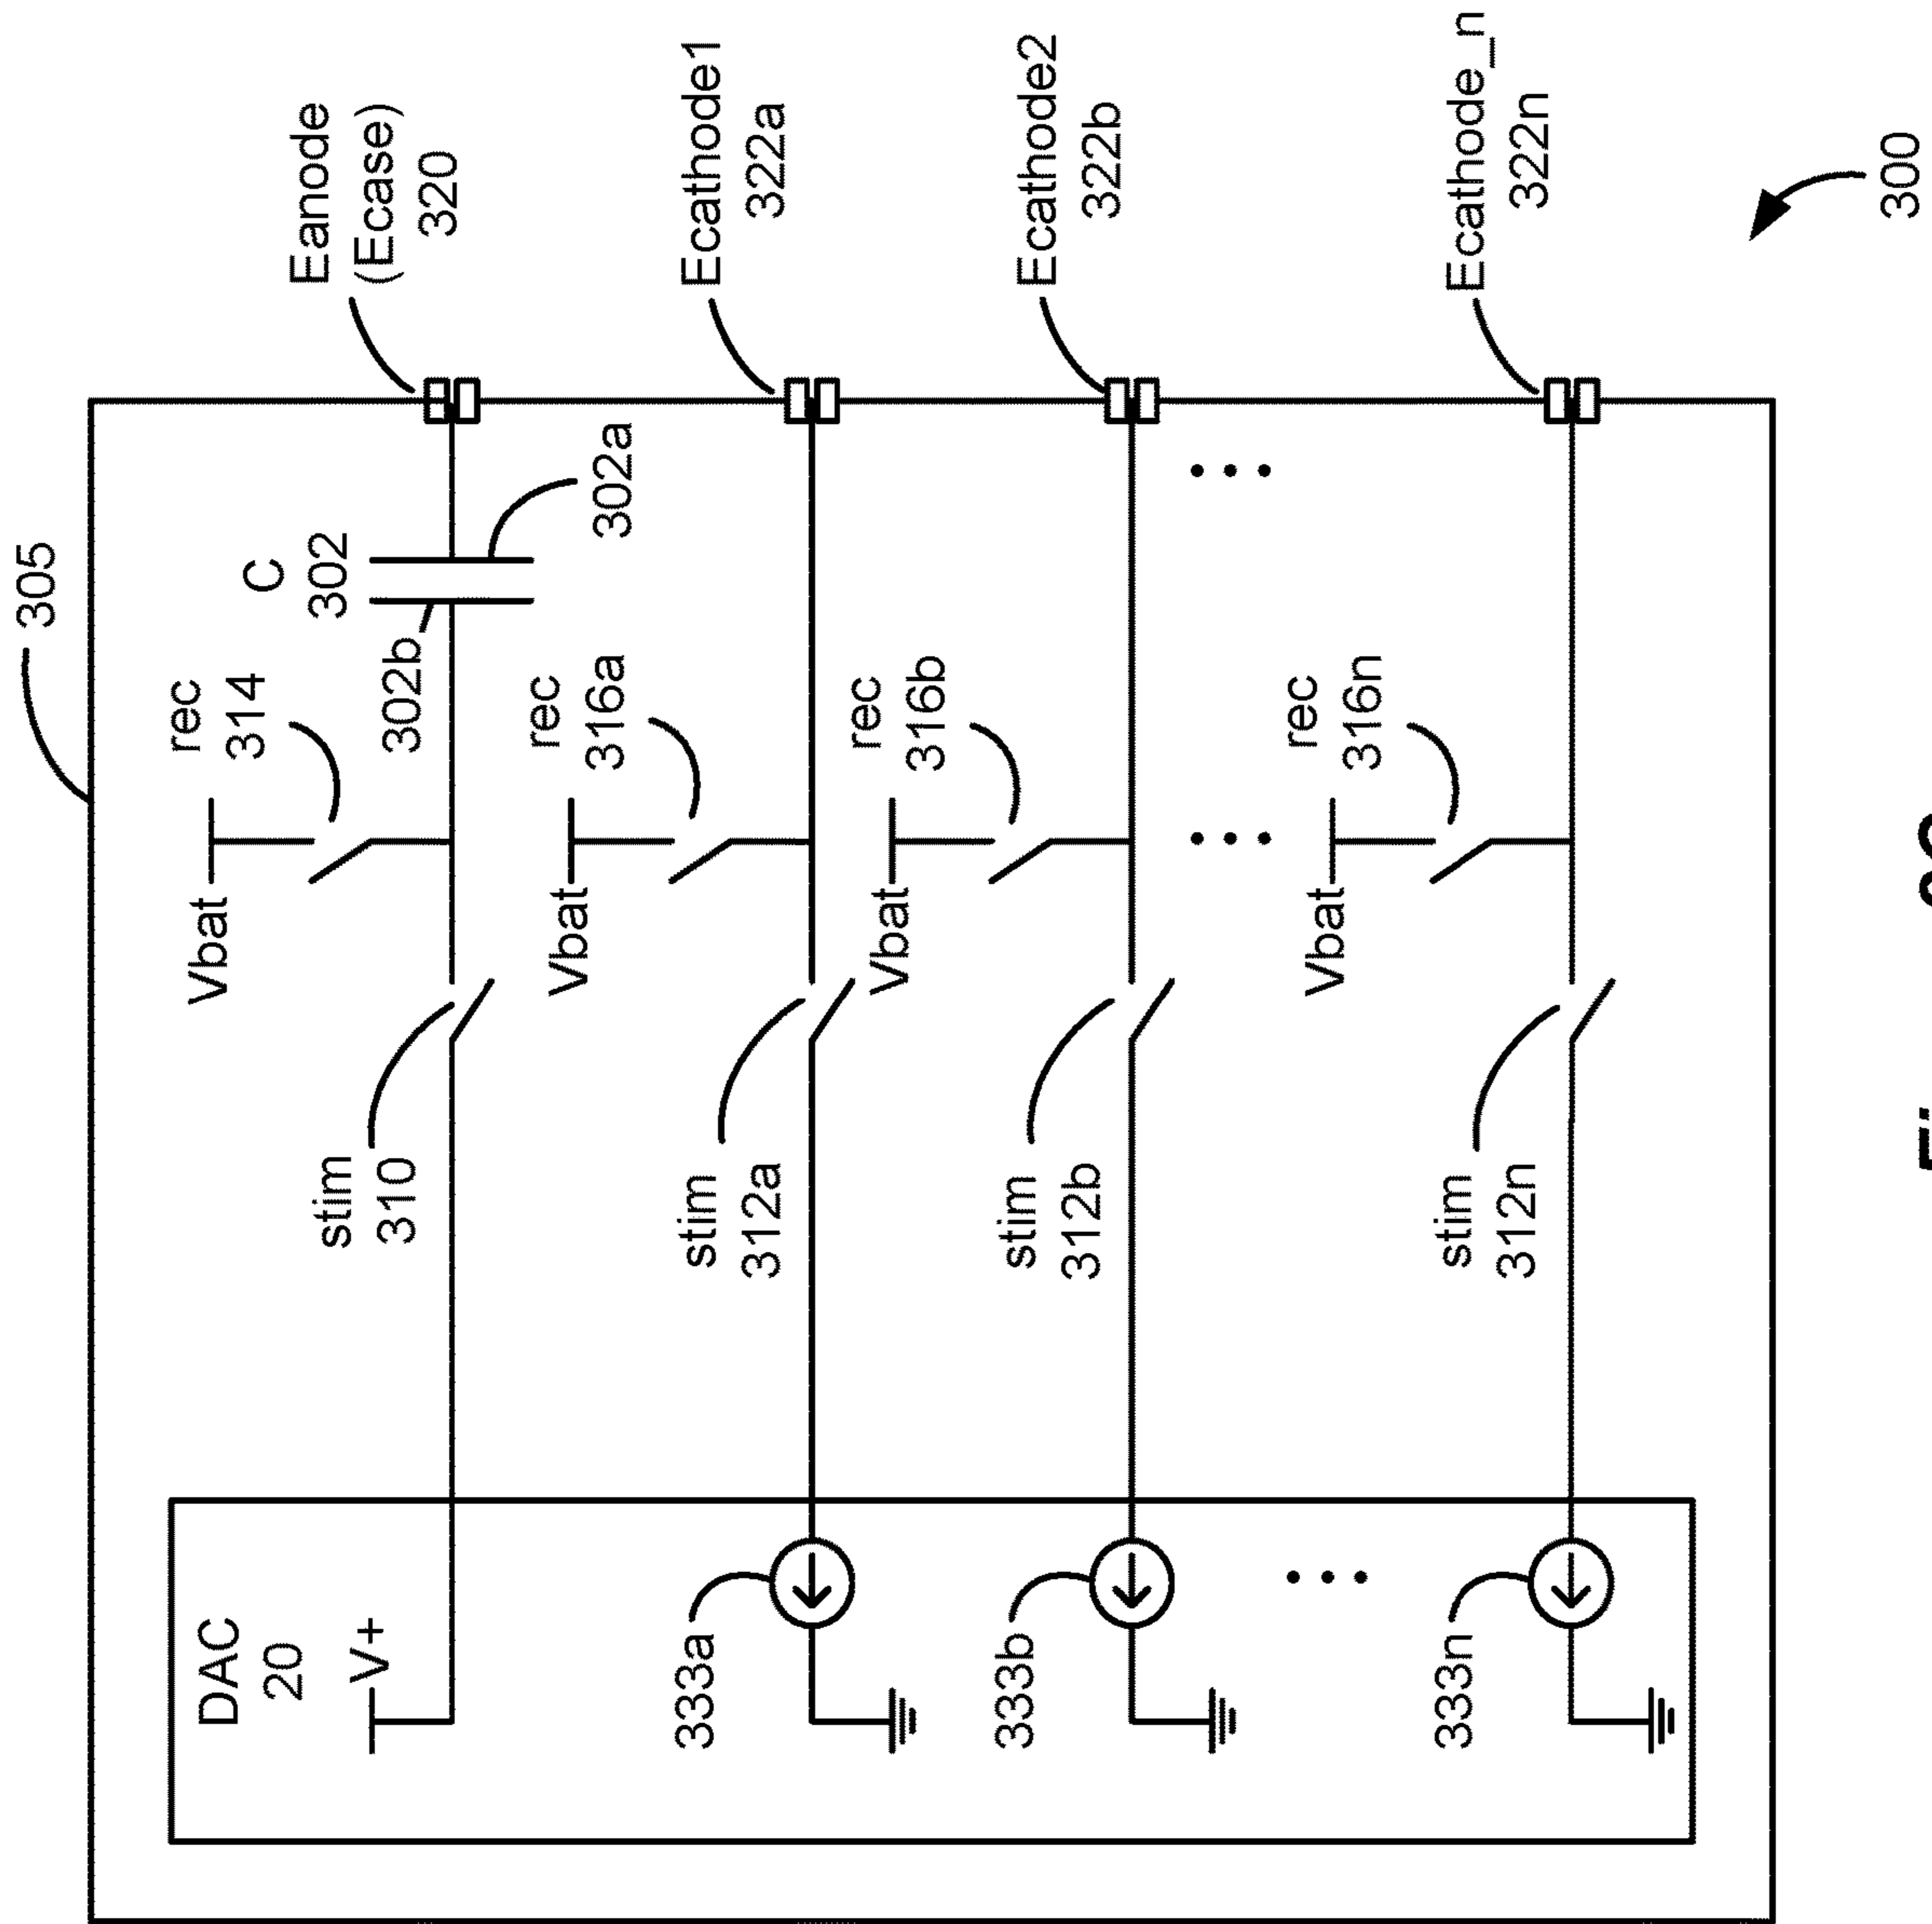 305
Vbat
rec
314
C
302
302b
302a
Eanode
(Ecase)
320
stim
310
DAC
20
V+
Vbat
rec
316a
Ecathode1
322a
stim
312a
333a
Vbat
rec
316b
Ecathode2
322b
stim
312b
333b
Vbat
rec
316n
Ecathode_n
322n
stim
312n
333n
300